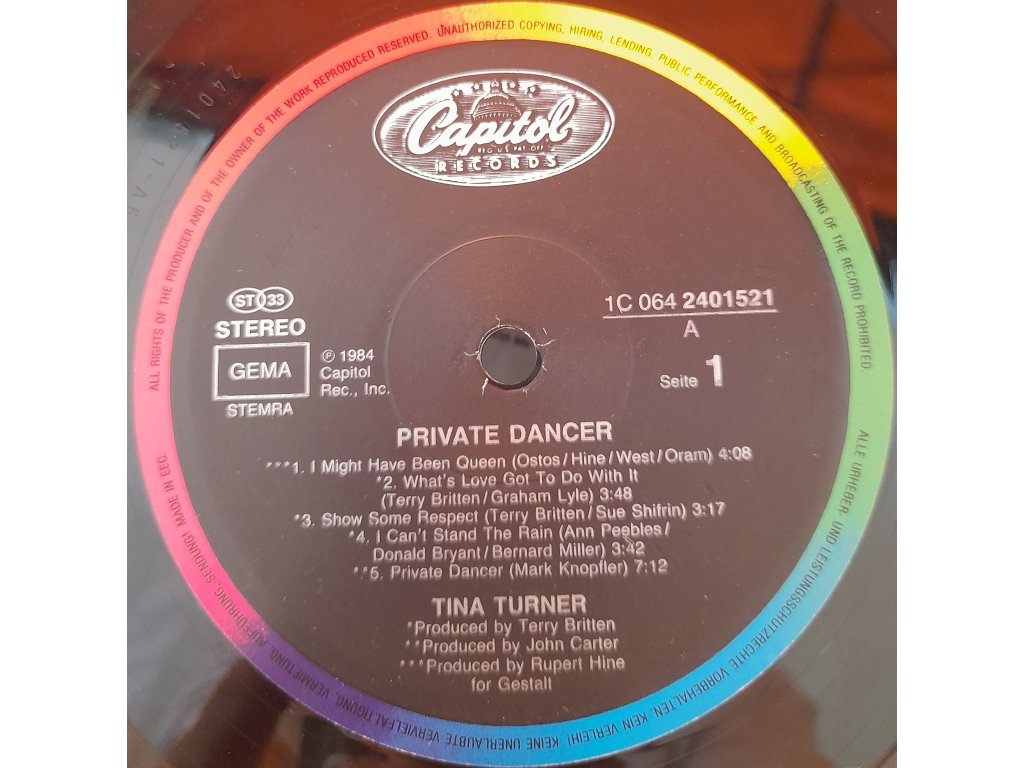 ALL RIGHTS OF THE PRODUCER AND OF THE OWNER OF THE WORK REPRODUCED RESERVED. UNAUTHORIZED COPYING, HIRING, LENDING, PUBLIC PERFORMANCE AND BROADCASTING OF THE RECORD PROHIBITED.
Capitol
REG. U.S. PAT. OFF.
RECORDS
ST 33
STEREO
GEMA
STEMRA
℗ 1984
Capitol
Rec., Inc.
1C 064 2401521
A
Seite 1
PRIVATE DANCER
***1. I Might Have Been Queen (Ostos/Hine/West/Oram) 4:08
*2. What's Love Got To Do With It
(Terry Britten/Graham Lyle) 3:48
*3. Show Some Respect (Terry Britten/Sue Shifrin) 3:17
*4. I Can't Stand The Rain (Ann Peebles/
Donald Bryant/Bernard Miller) 3:42
**5. Private Dancer (Mark Knopfler) 7:12
TINA TURNER
*Produced by Terry Britten
**Produced by John Carter
***Produced by Rupert Hine
for Gestalt
ALLE URHEBER- UND LEISTUNGSSCHUTZRECHTE VORBEHALTEN. KEIN VERLEIH! KEINE UNERLAUBTE VERVIELFÄLTIGUNG, VERMIETUNG, AUFFÜHRUNG, SENDUNG! MADE IN EEC.